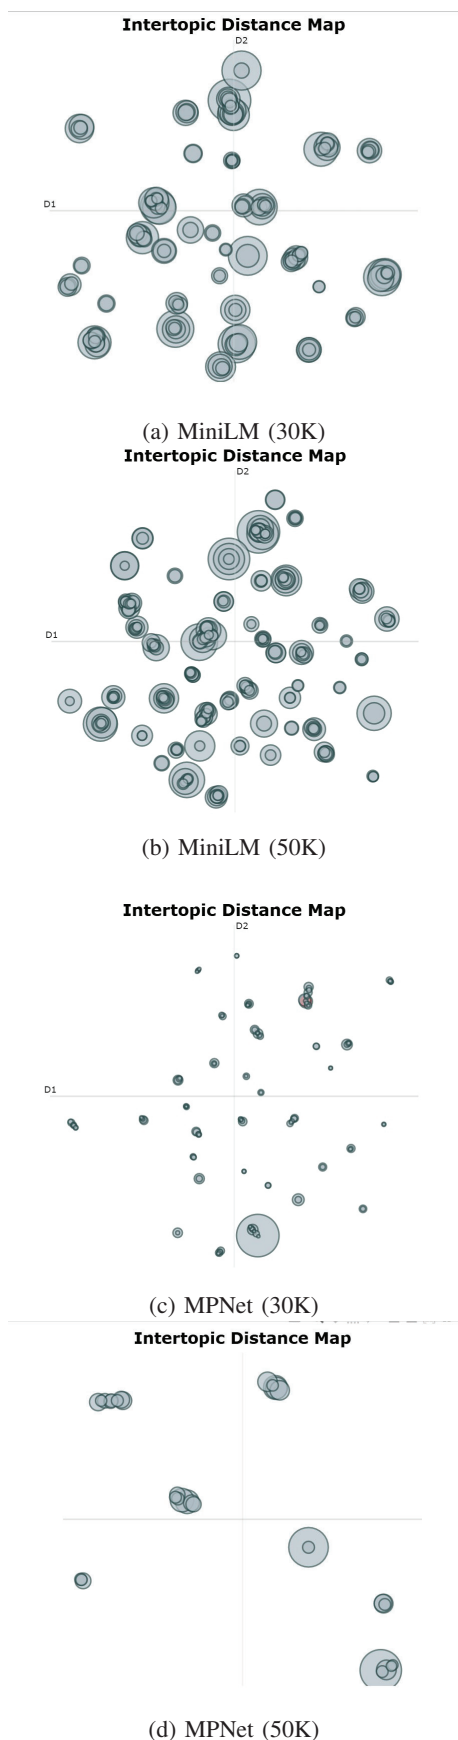 Intertopic Distance Map
D2
D1
(a) MiniLM (30K)
Intertopic Distance Map
D2
D1
(b) MiniLM (50K)
Intertopic Distance Map
D2
D1
(c) MPNet (30K)
Intertopic Distance Map
(d) MPNet (50K)